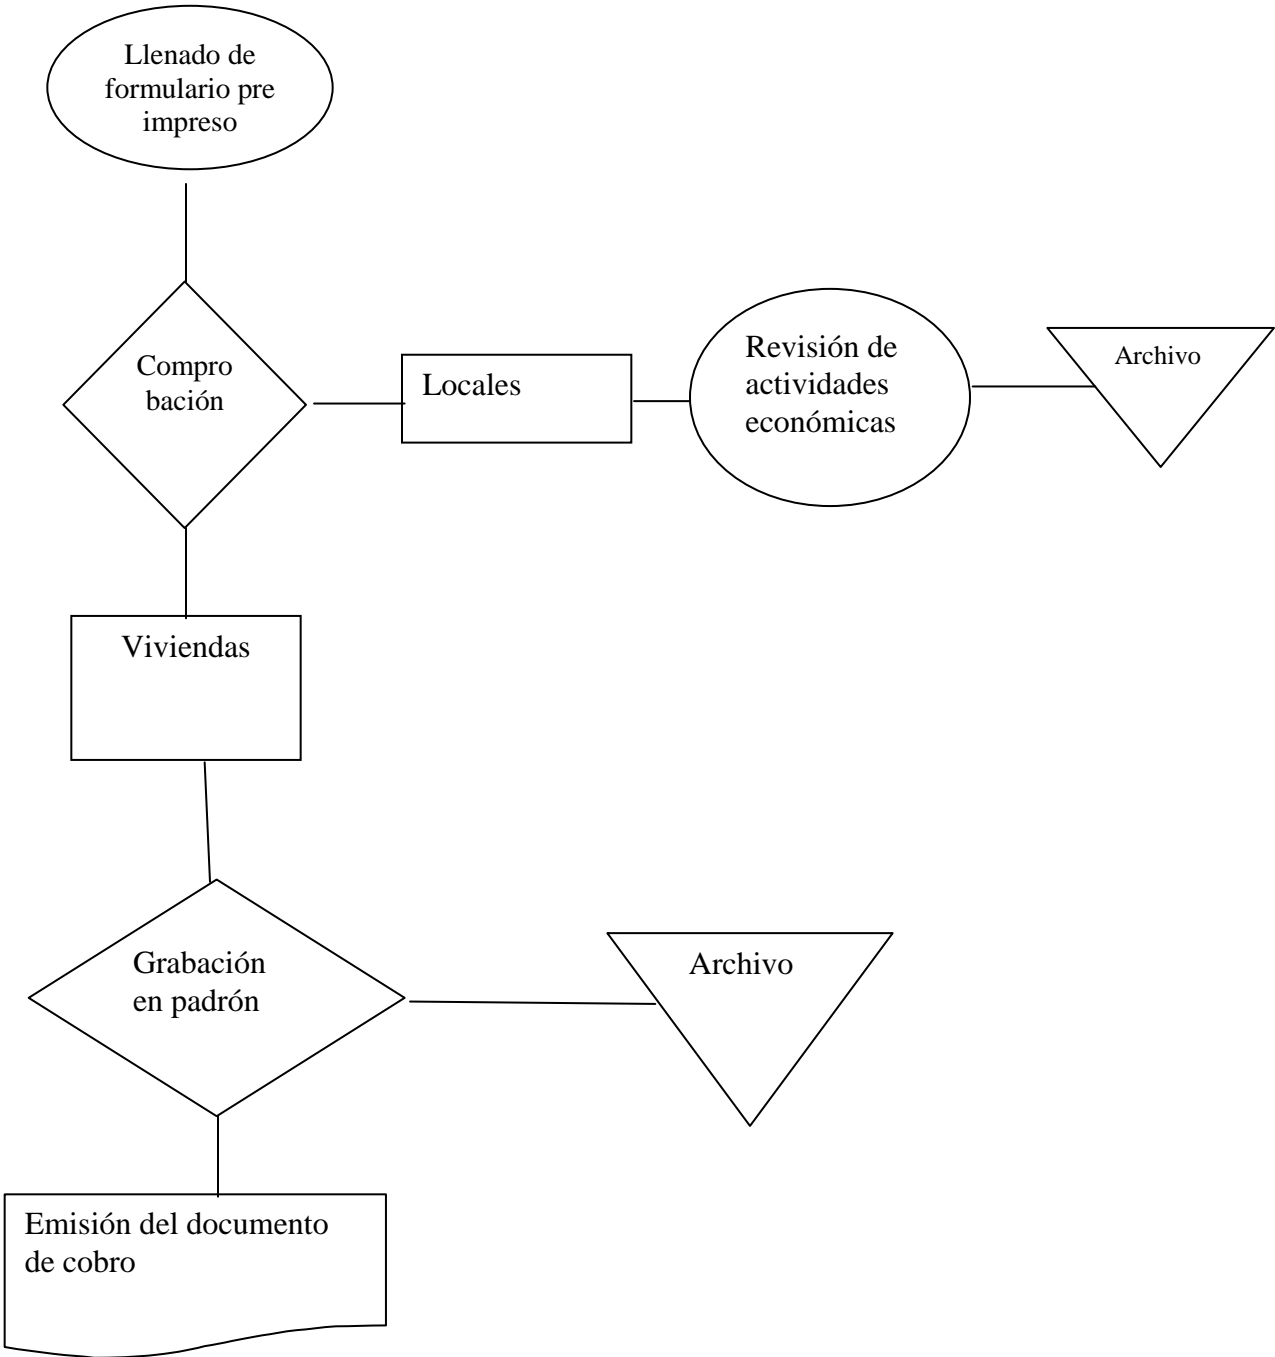 Llenado de
formulario pre
impreso
Compro
bación
Locales
Revisión de
actividades
económicas
Archivo
Viviendas
Grabación
en padrón
Archivo
Emisión del documento
de cobro